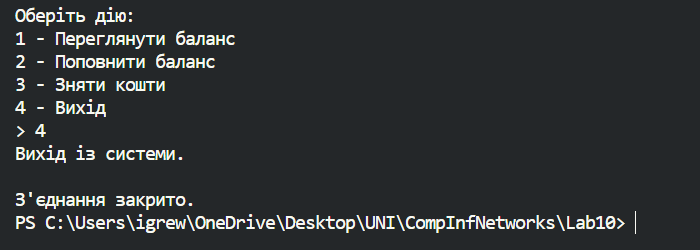 Оберіть дію:
1 - Переглянути баланс
2 - Поповнити баланс
3 - Зняти кошти
4 - Вихід
> 4
Вихід із системи.
З'єднання закрито.
PS C:\Users\igrew\OneDrive\Desktop\UNI\CompInfNetworks\Lab10>